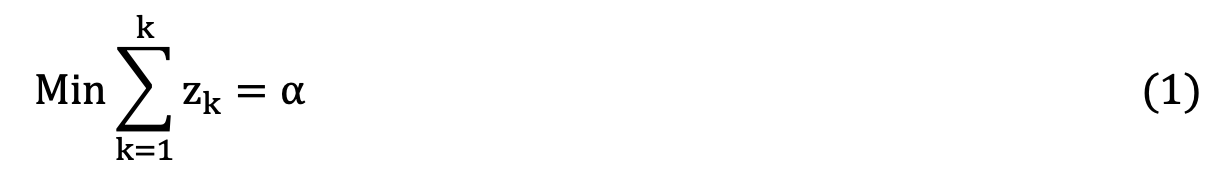 Min ∑_{k=1}^{k} z_k = α (1)